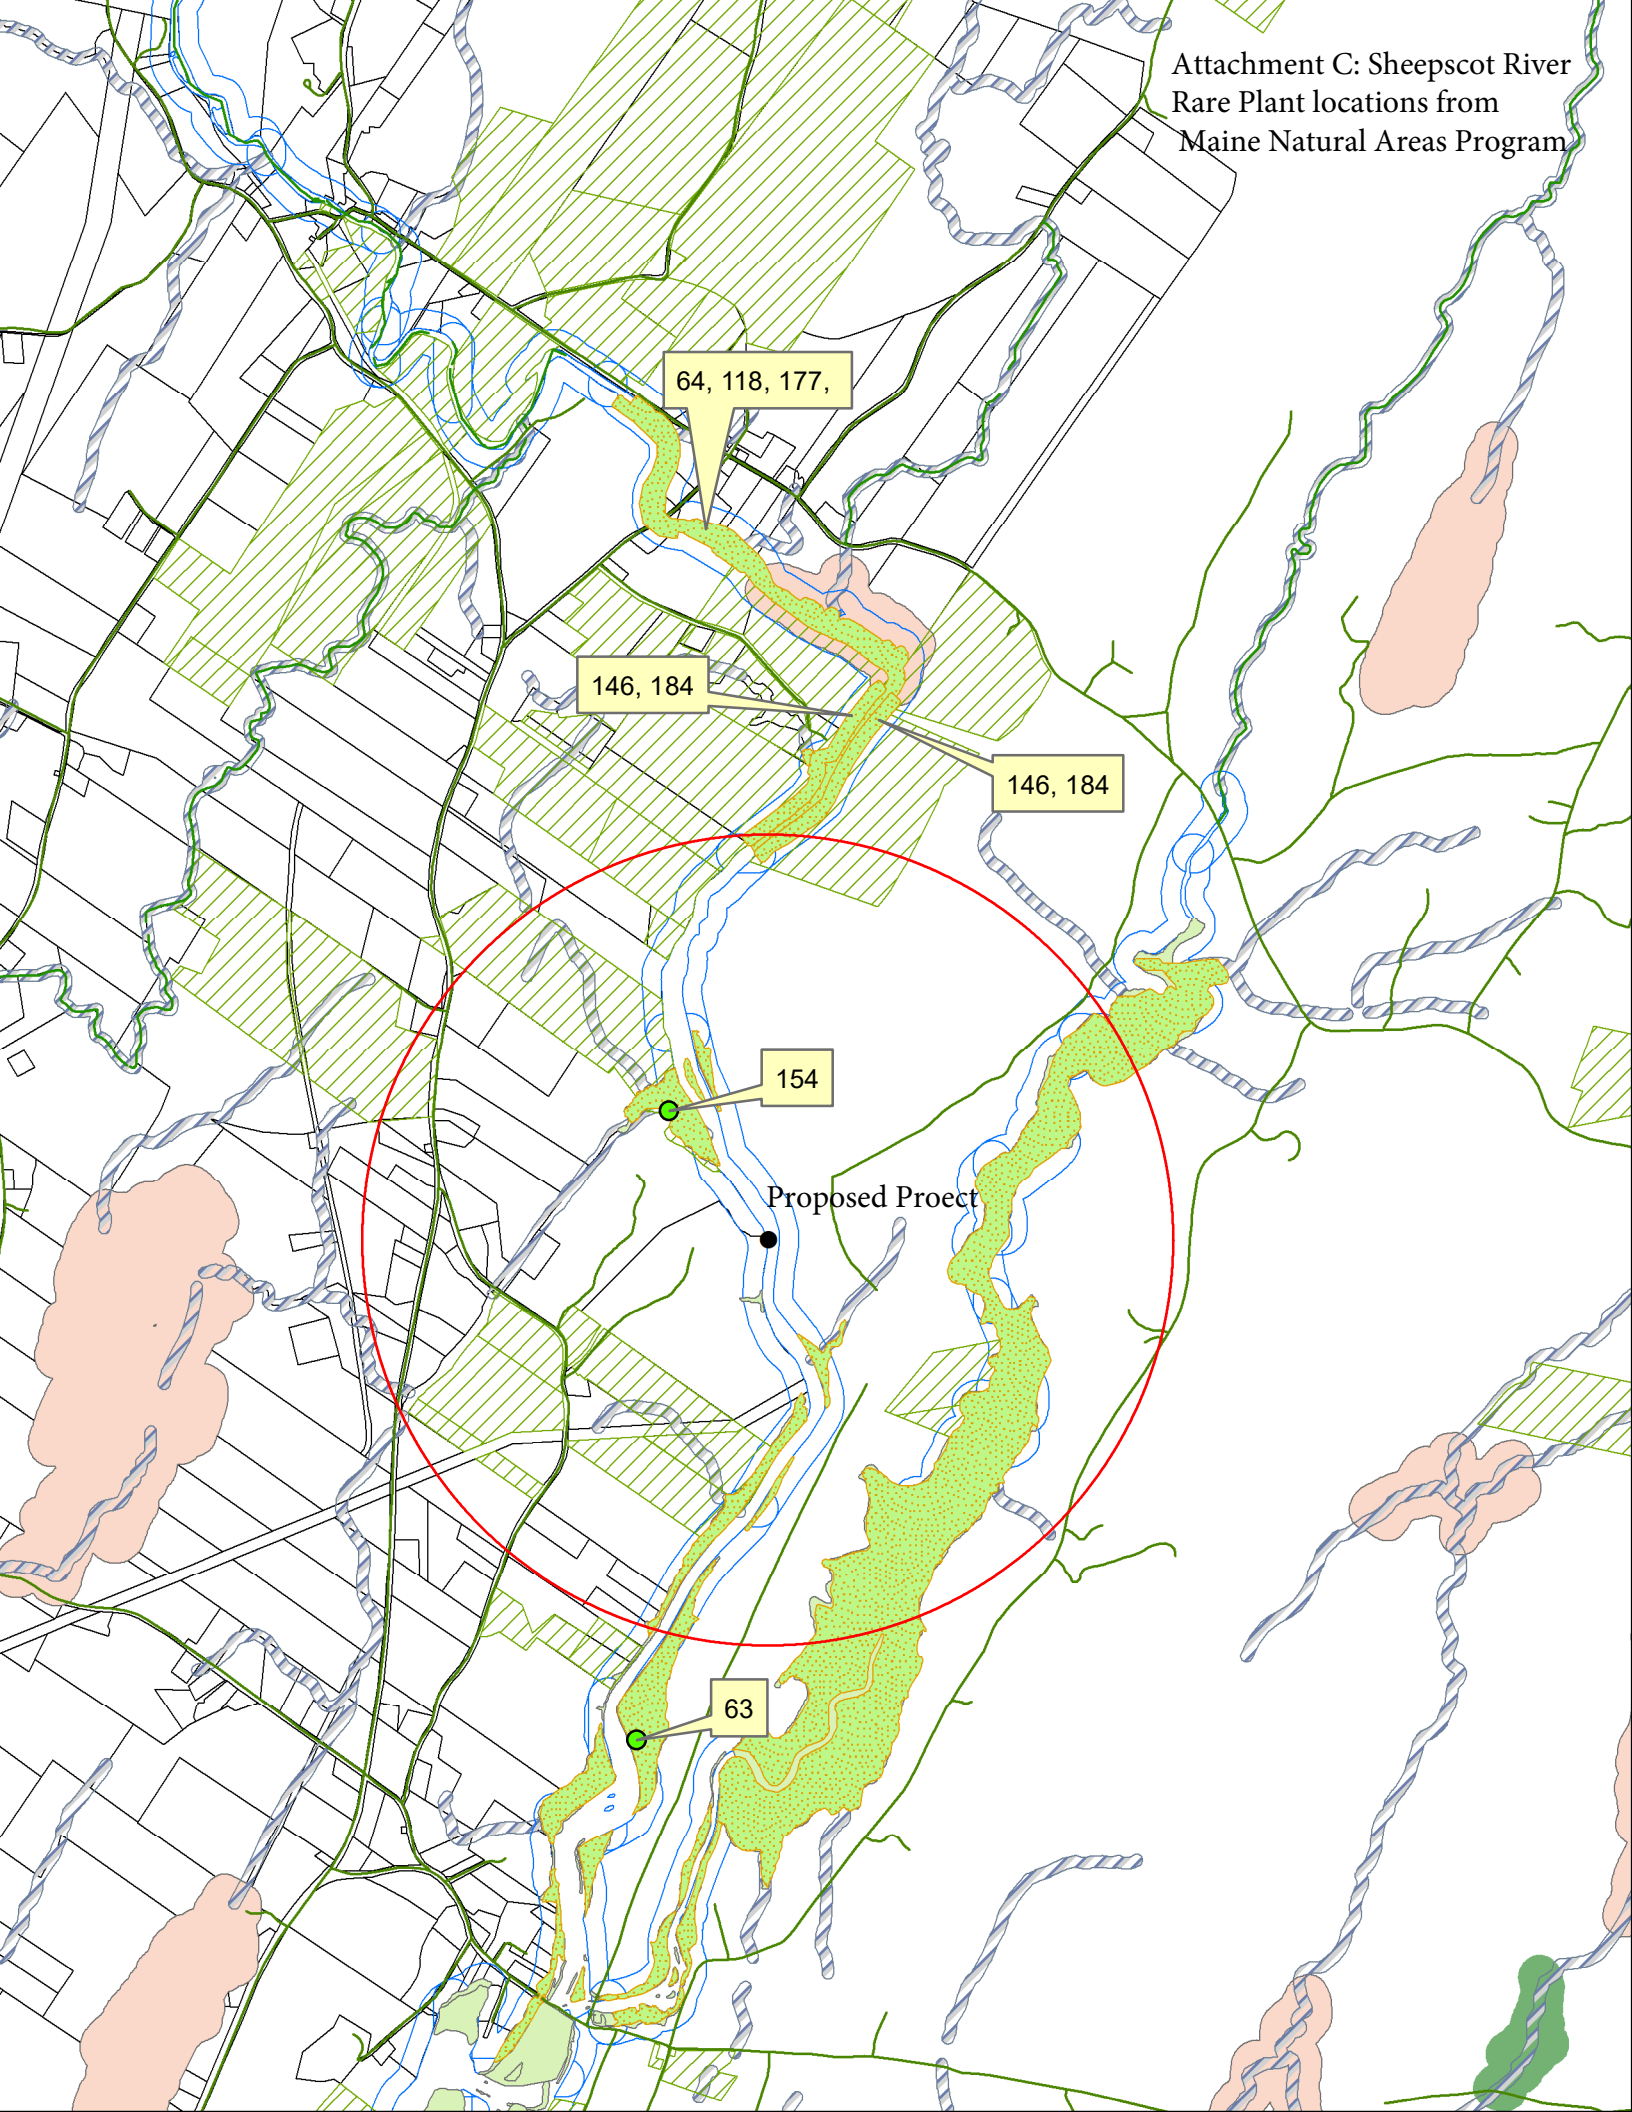 Attachment C: Sheepscot River
Rare Plant locations from
Maine Natural Areas Program
64, 118, 177,
146, 184
146, 184
154
Proposed Proect
63